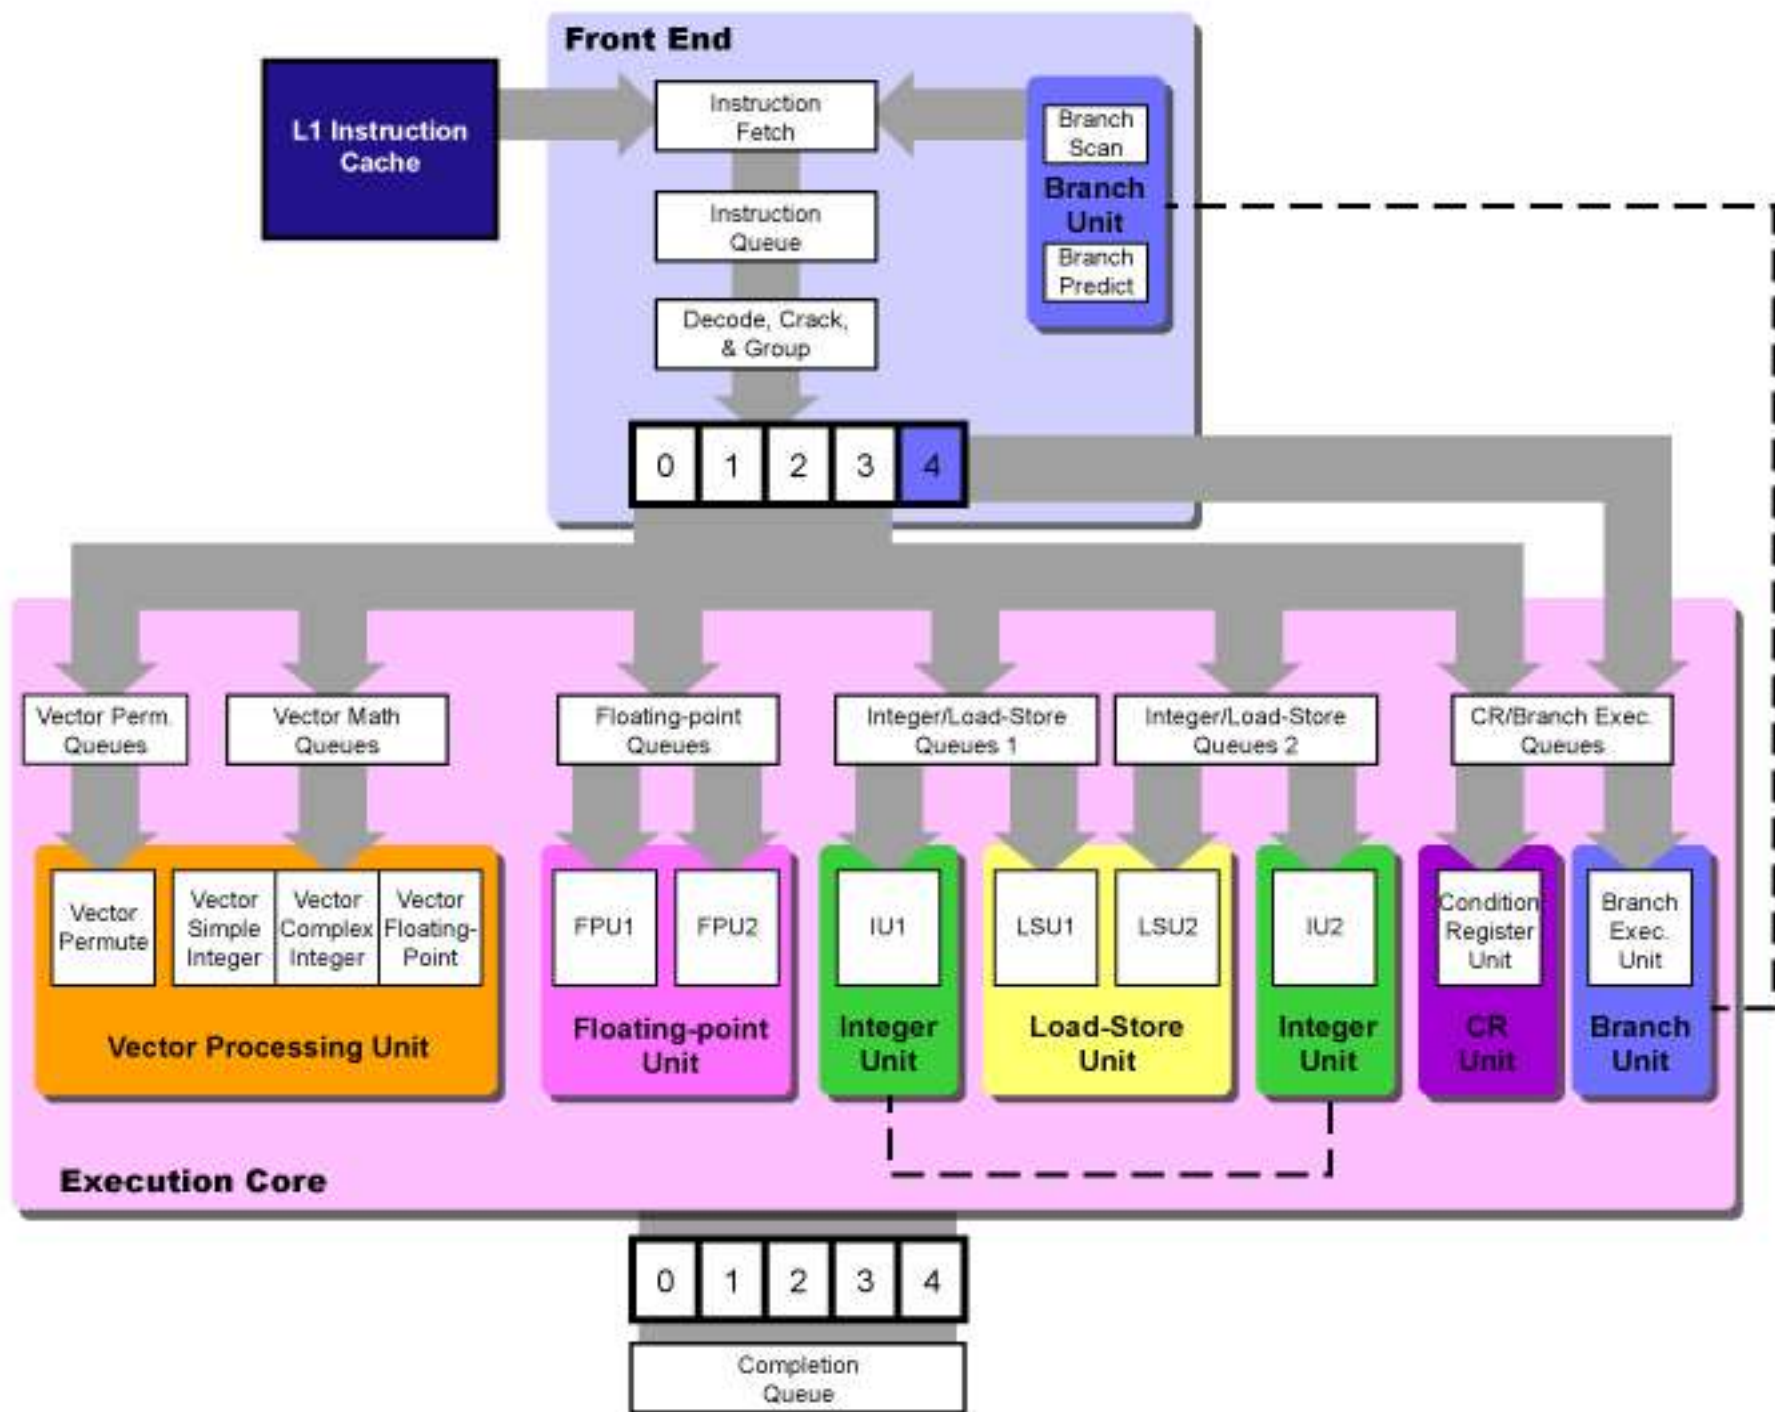 Front End
L1 Instruction
Cache
Instruction
Fetch
Branch
Scan
Branch
Unit
Branch
Predict
Instruction
Queue
Decode, Crack,
& Group
0 1 2 3 4
Vector Perm.
Queues
Vector Math
Queues
Floating-point
Queues
Integer/Load-Store
Queues 1
Integer/Load-Store
Queues 2
CR/Branch Exec.
Queues
Vector
Permute
Vector
Simple
Integer
Vector
Complex
Integer
Vector
Floating-
Point
Vector Processing Unit
FPU1
FPU2
Floating-point
Unit
IU1
Integer
Unit
LSU1
LSU2
Load-Store
Unit
IU2
Integer
Unit
Condition
Register
Unit
CR
Unit
Branch
Exec.
Unit
Branch
Unit
Execution Core
0 1 2 3 4
Completion
Queue